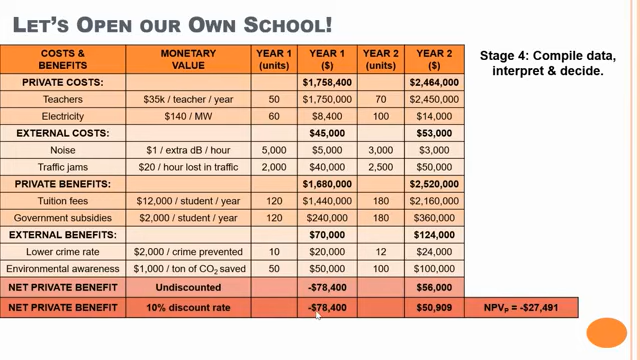 LET'S OPEN OUR OWN SCHOOL!
Stage 4: Compile data,
interpret & decide.
COSTS & BENEFITS MONETARY VALUE YEAR 1 (units) YEAR 1 ($) YEAR 2 (units) YEAR 2 ($)
PRIVATE COSTS: $1,758,400 $2,464,000
Teachers $35k / teacher / year 50 $1,750,000 70 $2,450,000
Electricity $140 / MW 60 $8,400 100 $14,000
EXTERNAL COSTS: $45,000 $53,000
Noise $1 / extra dB / hour 5,000 $5,000 3,000 $3,000
Traffic jams $20 / hour lost in traffic 2,000 $40,000 2,500 $50,000
PRIVATE BENEFITS: $1,680,000 $2,520,000
Tuition fees $12,000 / student / year 120 $1,440,000 180 $2,160,000
Government subsidies $2,000 / student / year 120 $240,000 180 $360,000
EXTERNAL BENEFITS: $70,000 $124,000
Lower crime rate $2,000 / crime prevented 10 $20,000 12 $24,000
Environmental awareness $1,000 / ton of CO2 saved 50 $50,000 100 $100,000
NET PRIVATE BENEFIT Undiscounted -$78,400 $56,000
NET PRIVATE BENEFIT 10% discount rate -$78,400 $50,909 NPVP = -$27,491